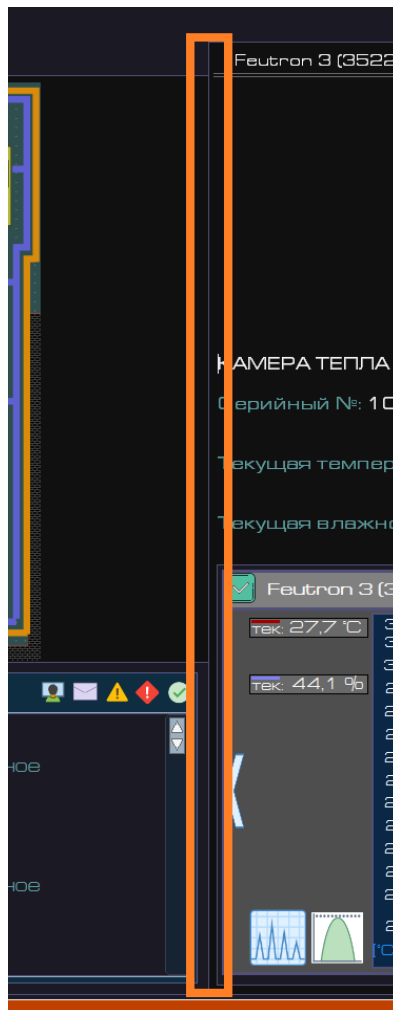 Feutron 3 (3522
КАМЕРА ТЕПЛА
Серийный №: 10
Текущая темпер
Текущая влажно
Feutron 3 (3
тек: 27,7 °C
тек: 44,1 %
ное
ное
[°C